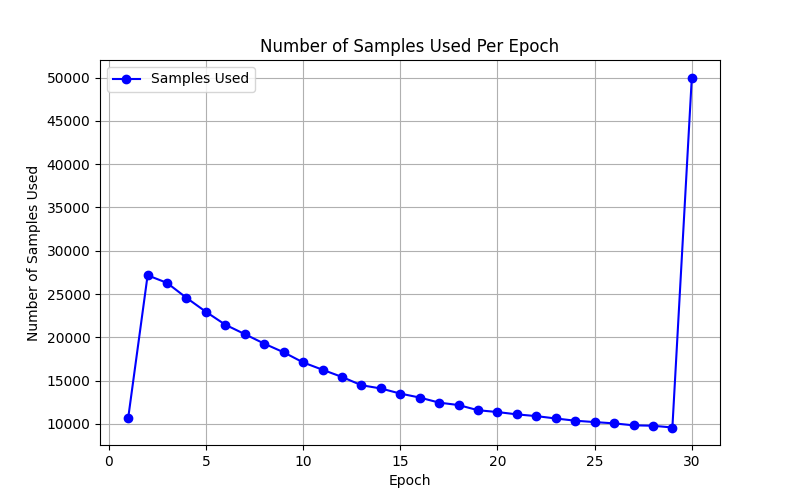 Number of Samples Used Per Epoch
Samples Used
Number of Samples Used
50000
45000
40000
35000
30000
25000
20000
15000
10000
0 5 10 15 20 25 30
Epoch